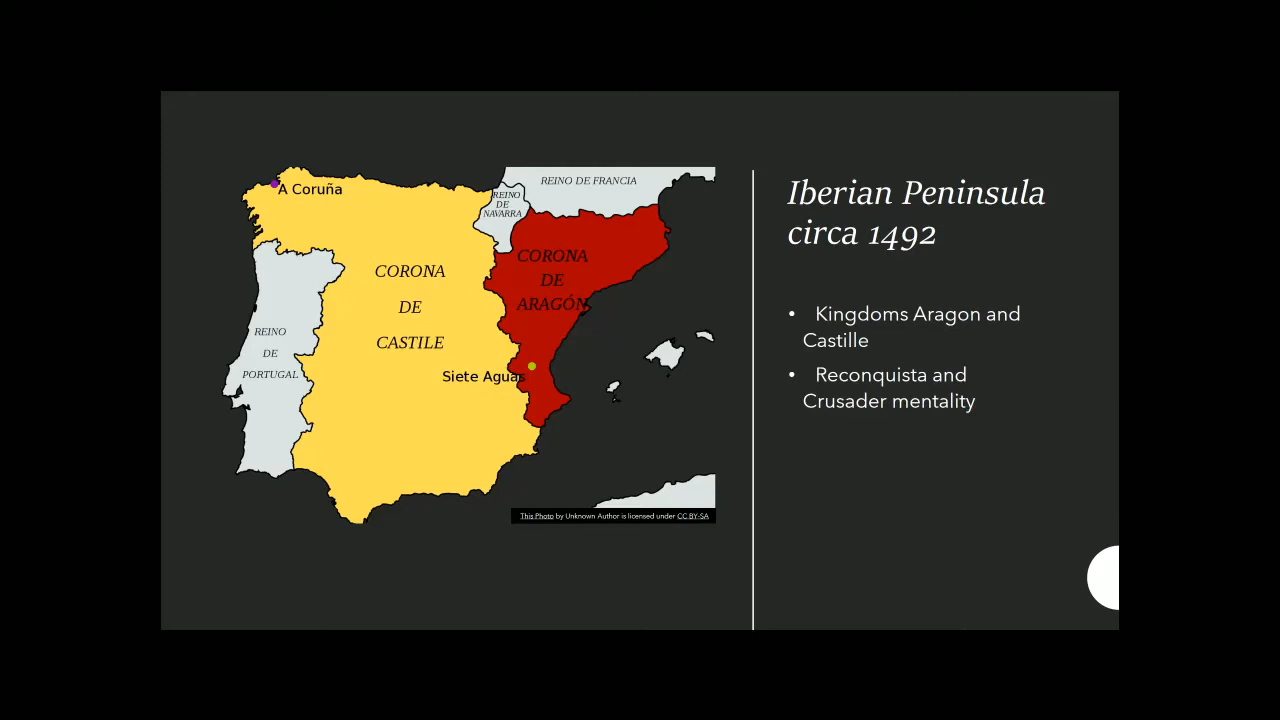 A Coruña
REINO DE FRANCIA
REINO
DE
NAVARRA
CORONA
DE
ARAGÓN
CORONA
DE
CASTILE
REINO
DE
PORTUGAL
Siete Aguas
This Photo by Unknown Author is licensed under CC BY-SA
Iberian Peninsula
circa 1492
• Kingdoms Aragon and
Castille
• Reconquista and
Crusader mentality